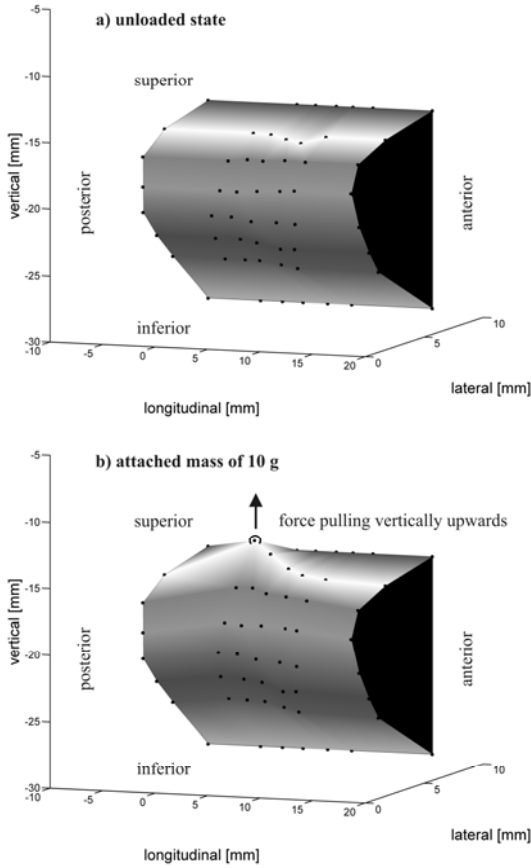 a) unloaded state
-5
-10
-15
-20
-25
-30
vertical [mm]
superior
posterior
anterior
inferior
-10
-5
0
5
10
15
20
0
5
10
longitudinal [mm]
lateral [mm]
b) attached mass of 10 g
-5
-10
-15
-20
-25
-30
vertical [mm]
superior
force pulling vertically upwards
posterior
anterior
inferior
-10
-5
0
5
10
15
20
0
5
10
longitudinal [mm]
lateral [mm]